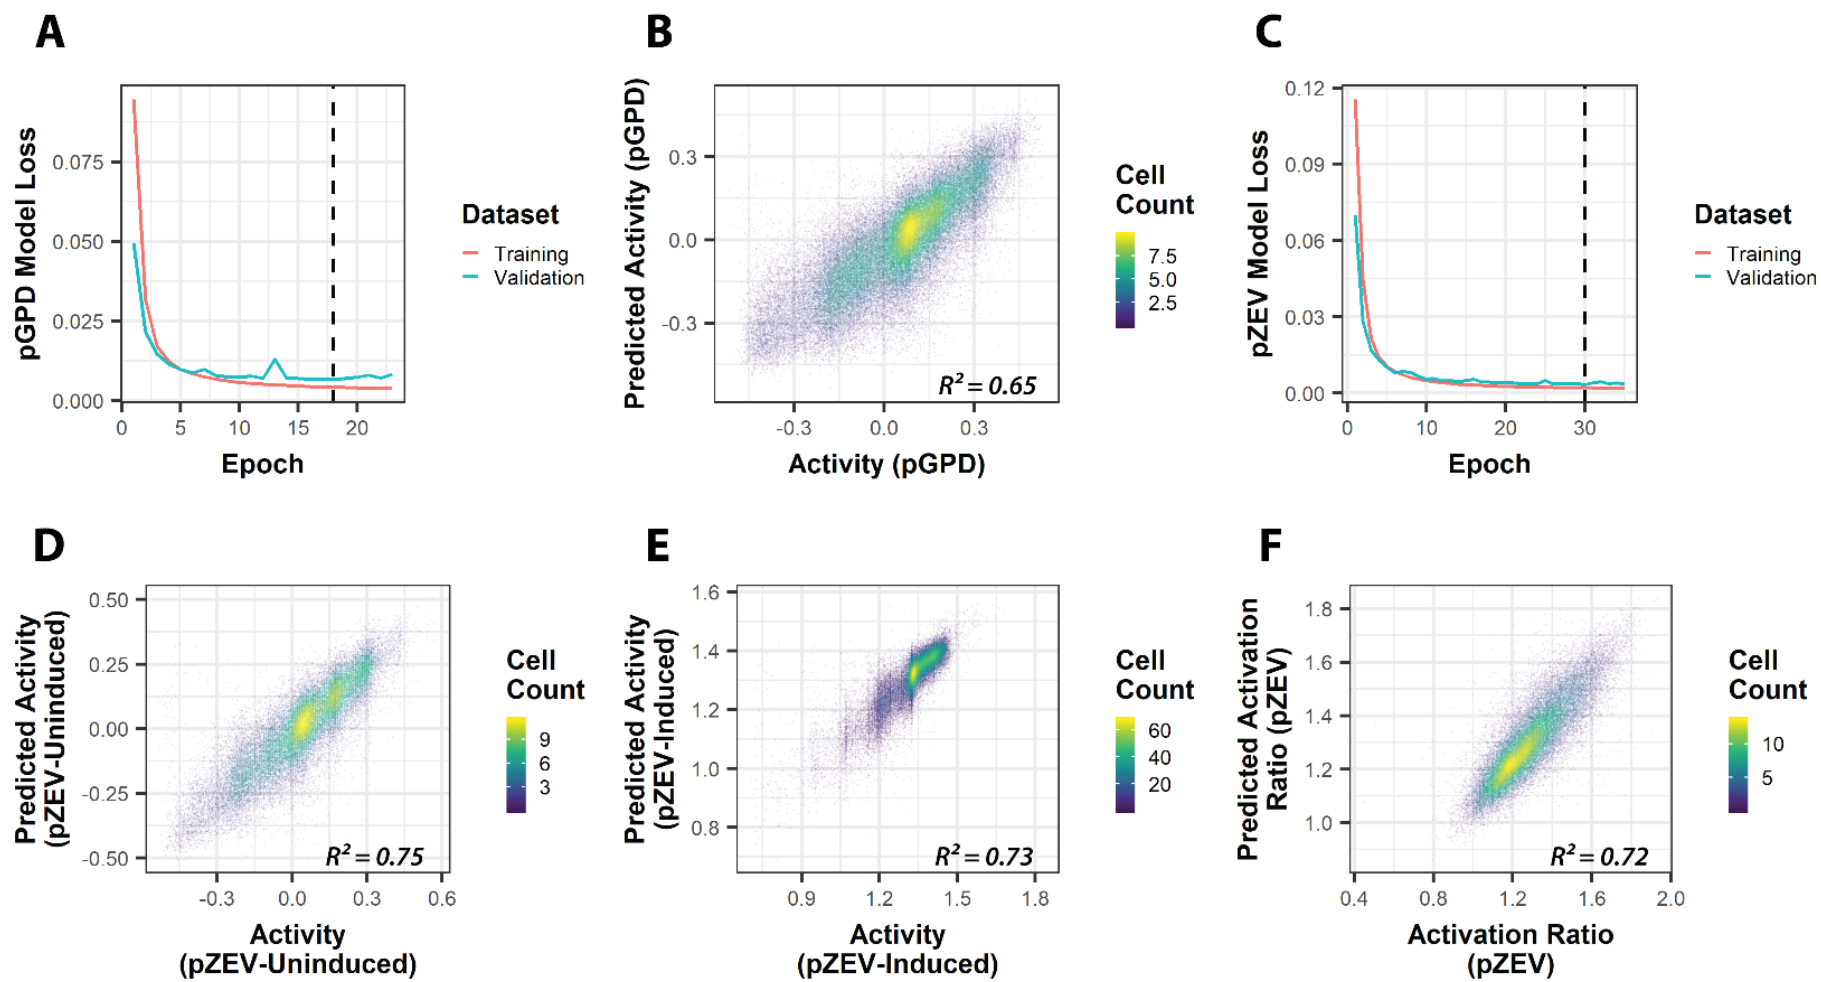 A
pGPD Model Loss
0.075
0.050
0.025
0.000
0
5
10
15
20
Epoch
Dataset
Training
Validation
B
Predicted Activity (pGPD)
0.3
0.0
-0.3
R² = 0.65
-0.3
0.0
0.3
Activity (pGPD)
Cell
Count
7.5
5.0
2.5
C
pZEV Model Loss
0.12
0.09
0.06
0.03
0.00
0
10
20
30
Epoch
Dataset
Training
Validation
D
Predicted Activity
(pZEV-Uninduced)
0.50
0.25
0.00
-0.25
-0.50
R² = 0.75
-0.3
0.0
0.3
0.6
Activity
(pZEV-Uninduced)
Cell
Count
9
6
3
E
Predicted Activity
(pZEV-Induced)
1.6
1.4
1.2
1.0
0.8
R² = 0.73
0.9
1.2
1.5
1.8
Activity
(pZEV-Induced)
Cell
Count
60
40
20
F
Predicted Activation
Ratio (pZEV)
1.8
1.6
1.4
1.2
1.0
R² = 0.72
0.4
0.8
1.2
1.6
2.0
Activation Ratio
(pZEV)
Cell
Count
10
5